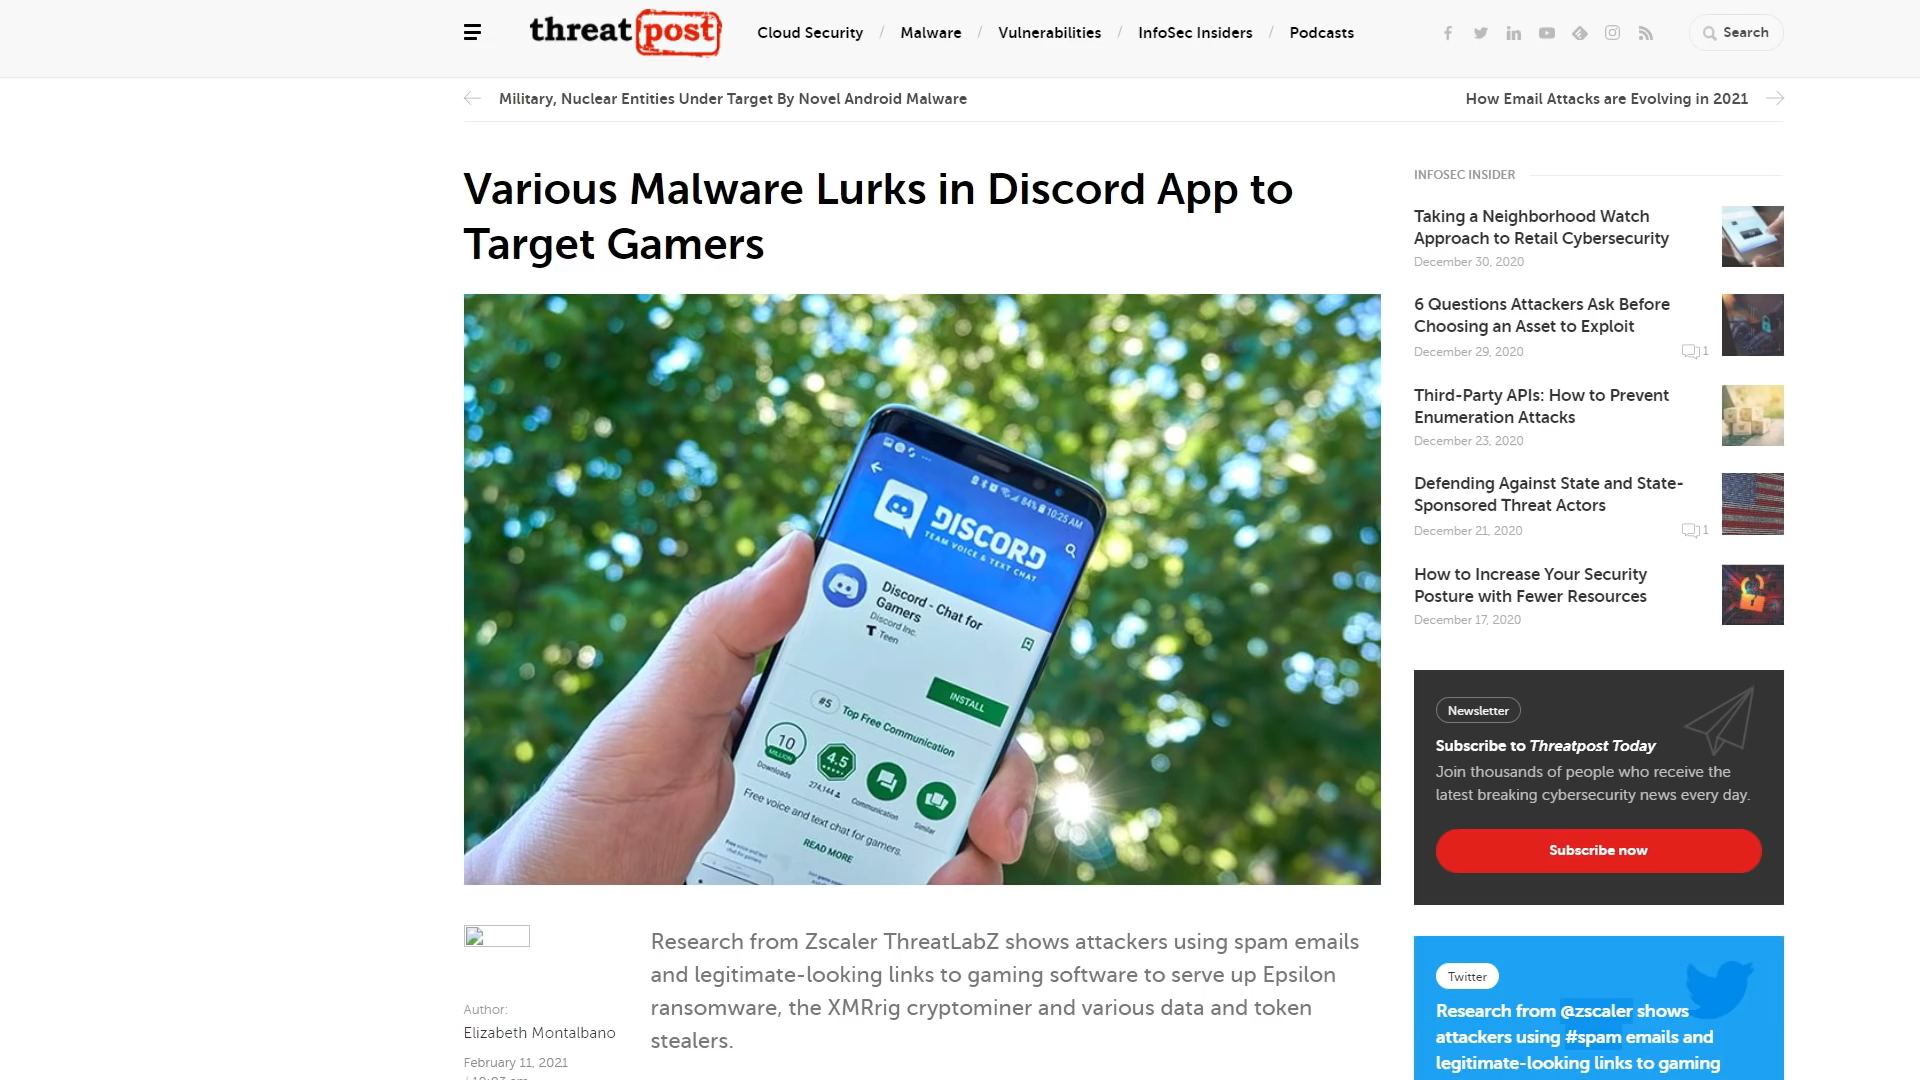 threatpost
Cloud Security / Malware / Vulnerabilities / InfoSec Insiders / Podcasts
Search
Military, Nuclear Entities Under Target By Novel Android Malware
How Email Attacks are Evolving in 2021
Various Malware Lurks in Discord App to
Target Gamers
84% 10:25 AM
DISCORD
TEAM VOICE & TEXT CHAT
Discord - Chat for
Gamers
Discord Inc.
T Teen
INSTALL
#5 Top Free Communication
10
MILLION
Downloads
4.5
274,144
Communication
Similar
Free voice and text chat for gamers.
READ MORE
Author:
Elizabeth Montalbano
February 11, 2021
Research from Zscaler ThreatLabZ shows attackers using spam emails
and legitimate-looking links to gaming software to serve up Epsilon
ransomware, the XMRrig cryptominer and various data and token
stealers.
INFOSEC INSIDER
Taking a Neighborhood Watch
Approach to Retail Cybersecurity
December 30, 2020
6 Questions Attackers Ask Before
Choosing an Asset to Exploit
December 29, 2020
1
Third-Party APIs: How to Prevent
Enumeration Attacks
December 23, 2020
Defending Against State and State-
Sponsored Threat Actors
December 21, 2020
1
How to Increase Your Security
Posture with Fewer Resources
December 17, 2020
Newsletter
Subscribe to Threatpost Today
Join thousands of people who receive the
latest breaking cybersecurity news every day.
Subscribe now
Twitter
Research from @zscaler shows
attackers using #spam emails and
legitimate-looking links to gaming